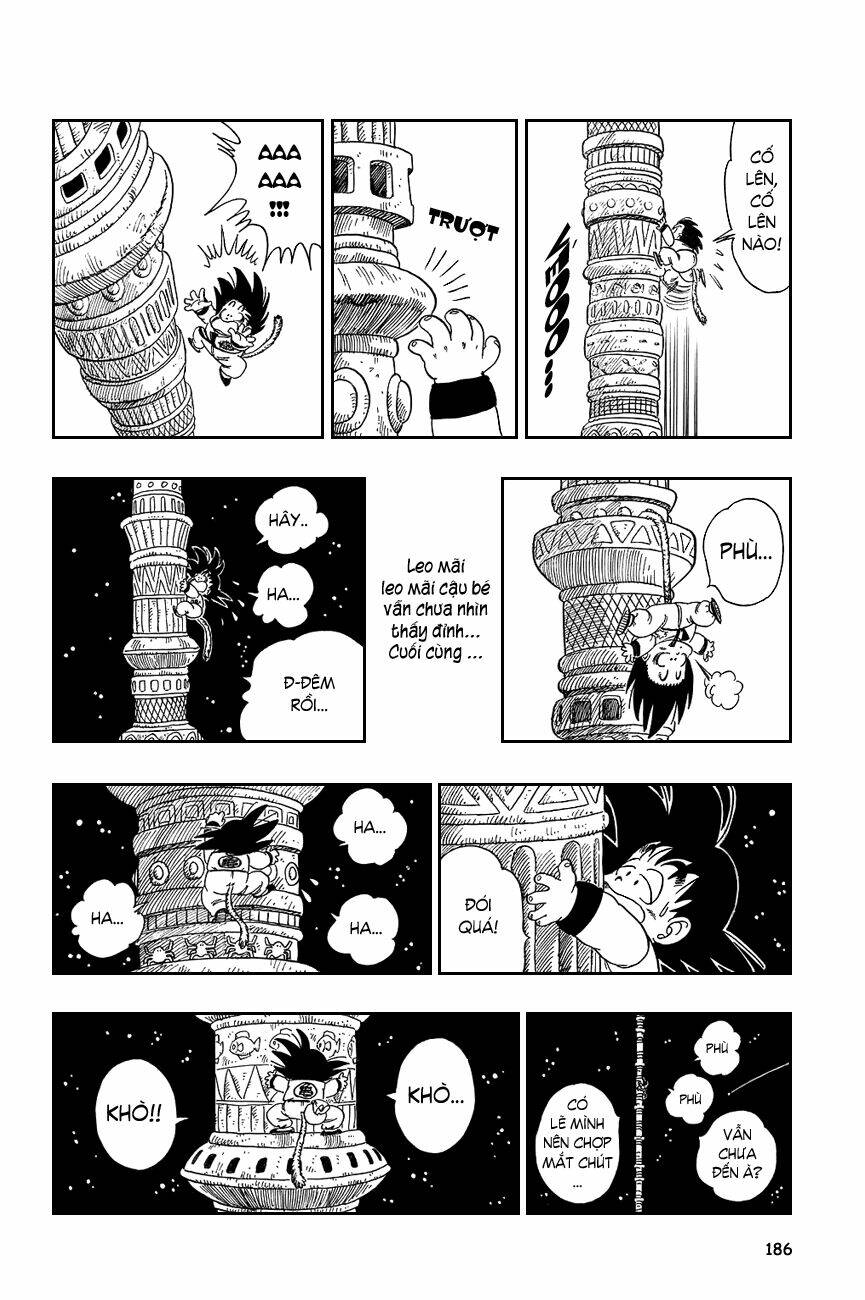 CỐ
LÊN,
CỐ
LÊN
NÀO!
VEOOO...
TRƯỢT
AAA
AAA
!!!
PHÙ...
Leo mãi
leo mãi cậu bé
vẫn chưa nhìn
thấy đỉnh...
Cuối cùng ...
HÂY..
HA...
Đ-ĐÊM
RỒI...
ĐÓI
QUÁ!
HA...
HA...
HA...
PHÙ
PHÙ
VẪN
CHƯA
ĐẾN À?
CÓ
LẼ MÌNH
NÊN CHỢP
MẮT CHÚT
...
KHÒ...
KHÒ!!
186